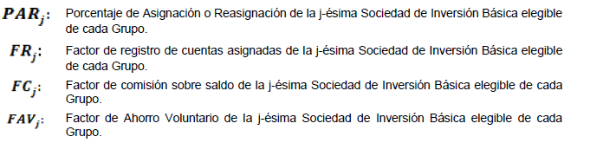 PARj: Porcentaje de Asignación o Reasignación de la j-ésima Sociedad de Inversión Básica elegible
de cada Grupo.
FRj: Factor de registro de cuentas asignadas de la j-ésima Sociedad de Inversión Básica elegible
de cada Grupo.
FCj: Factor de comisión sobre saldo de la j-ésima Sociedad de Inversión Básica elegible de cada
Grupo.
FAVj: Factor de Ahorro Voluntario de la j-ésima Sociedad de Inversión Básica elegible de cada
Grupo.